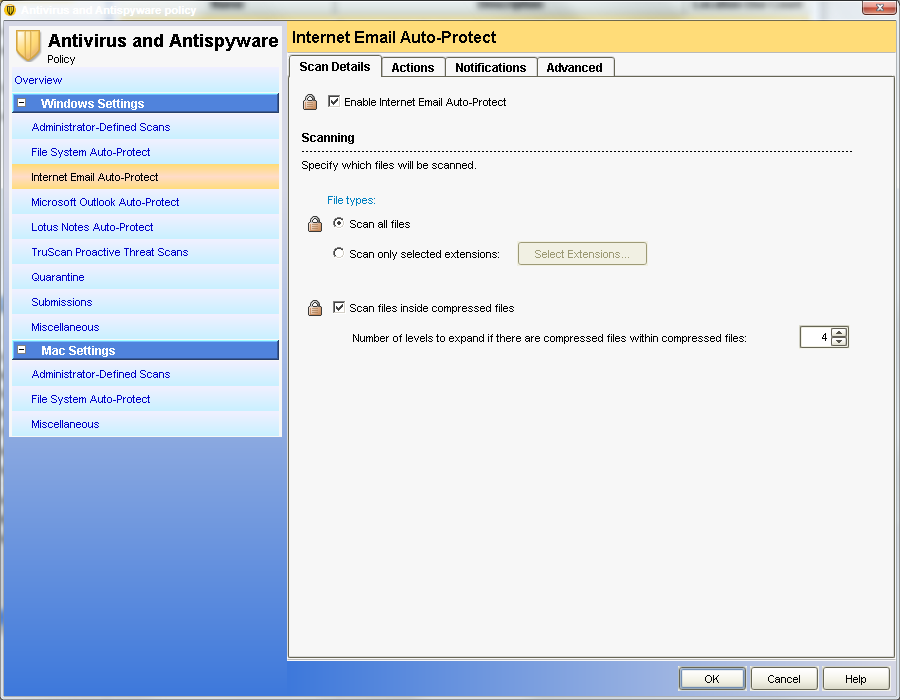 Antivirus and Antispyware policy
Antivirus and Antispyware
Policy
Overview
Windows Settings
Administrator-Defined Scans
File System Auto-Protect
Internet Email Auto-Protect
Microsoft Outlook Auto-Protect
Lotus Notes Auto-Protect
TruScan Proactive Threat Scans
Quarantine
Submissions
Miscellaneous
Mac Settings
Administrator-Defined Scans
File System Auto-Protect
Miscellaneous
Internet Email Auto-Protect
Scan Details Actions Notifications Advanced
Enable Internet Email Auto-Protect
Scanning
Specify which files will be scanned.
File types:
Scan all files
Scan only selected extensions: Select Extensions...
Scan files inside compressed files
Number of levels to expand if there are compressed files within compressed files: 4
OK Cancel Help